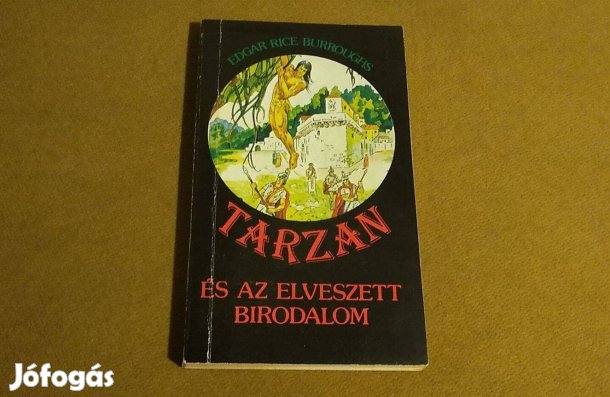 EDGAR RICE BURROUGHS
TARZAN
ÉS AZ ELVESZETT
BIRODALOM
Jófogás